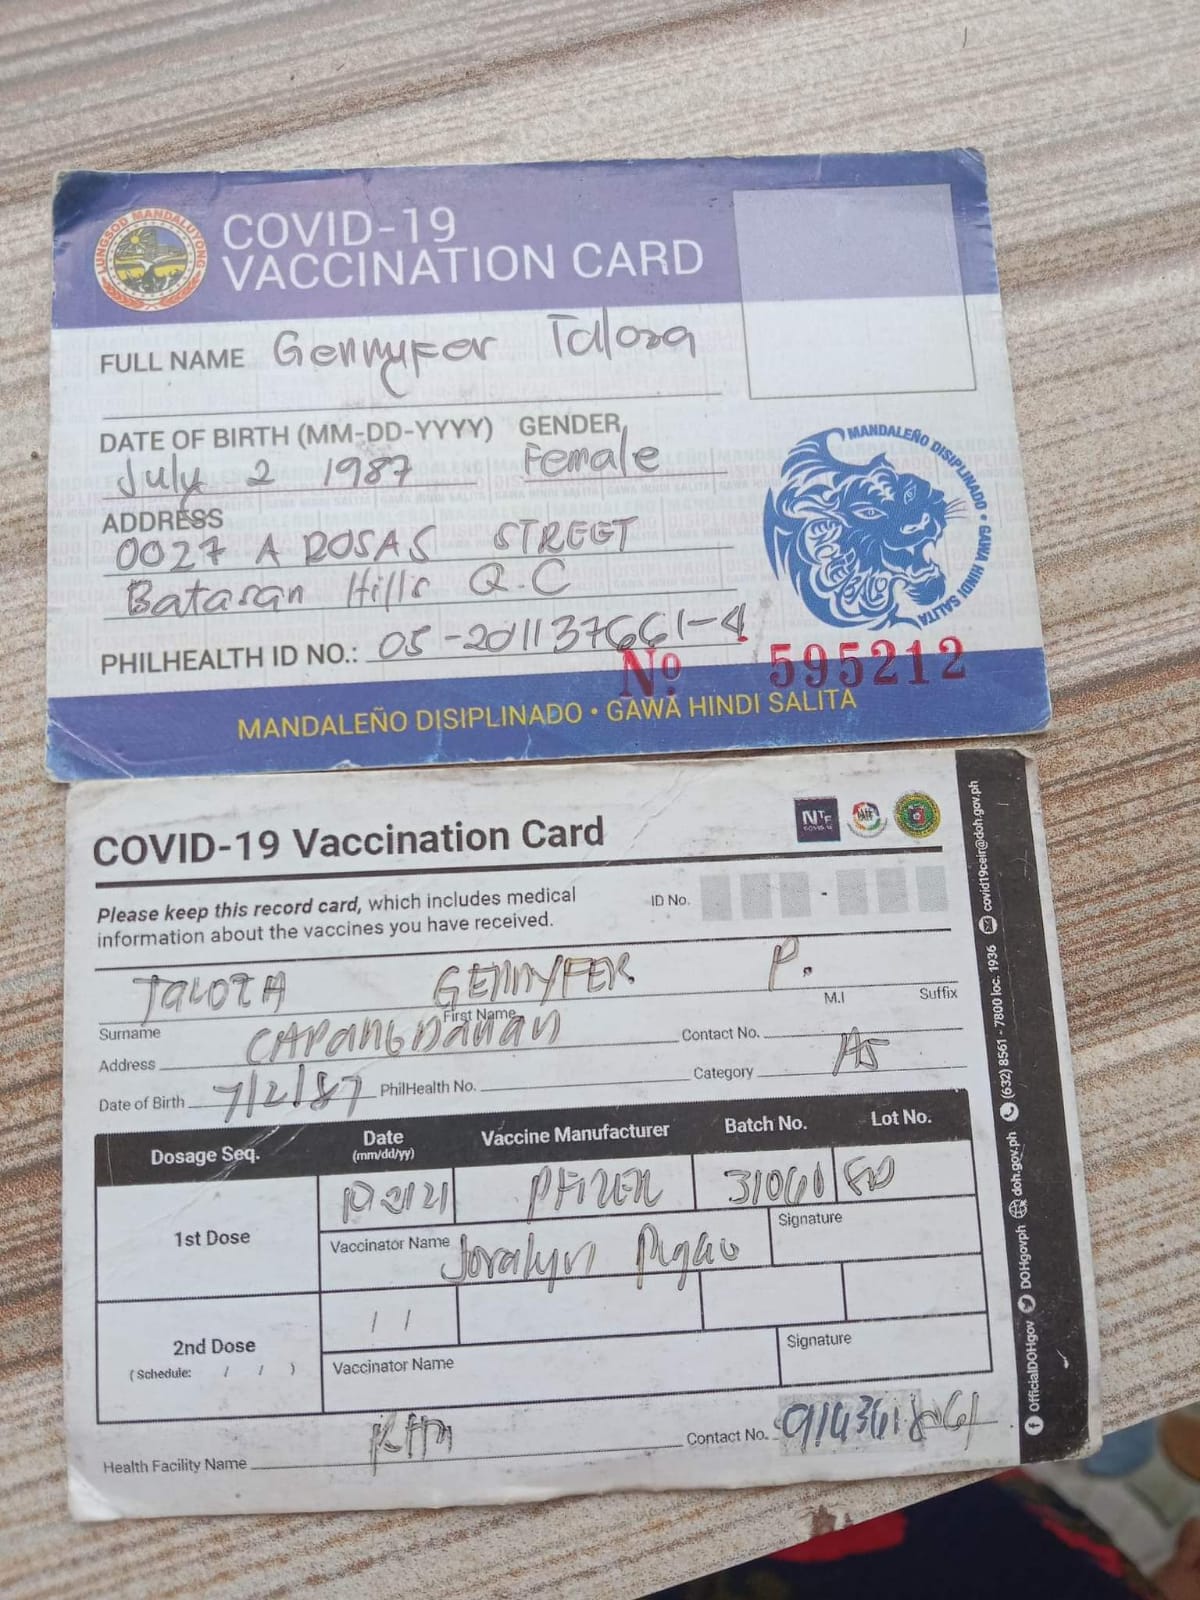 LUNGSOD MANDALUYONG
COVID-19
VACCINATION CARD
FULL NAME Gennyfer Taloza
DATE OF BIRTH (MM-DD-YYYY) GENDER
July 2 1987 Female
ADDRESS
0027 A ROSAS STREET
Batasan Hills Q.C
PHILHEALTH ID NO.: 05-201137661-4
MANDALEÑO DISIPLINADO • GAWA HINDI SALITA
No 595212
MANDALEÑO DISIPLINADO • GAWA HINDI SALITA
COVID-19 Vaccination Card
NTF
Please keep this record card, which includes medical
information about the vaccines you have received.
ID No. -
GENNYFER P.
Surname First Name M.I Suffix
Address Contact No.
Date of Birth 7/2/87 PhilHealth No. Category A5
Dosage Seq. Date (mm/dd/yy) Vaccine Manufacturer Batch No. Lot No.
1st Dose PFIZER
Vaccinator Name Joralyn Signature
2nd Dose / /
(Schedule: / / )
Vaccinator Name Signature
Health Facility Name Contact No.
OfficialDOHgov DOHgovph doh.gov.ph (632) 8561 - 7800 loc. 1936 covid19ceir@doh.gov.ph